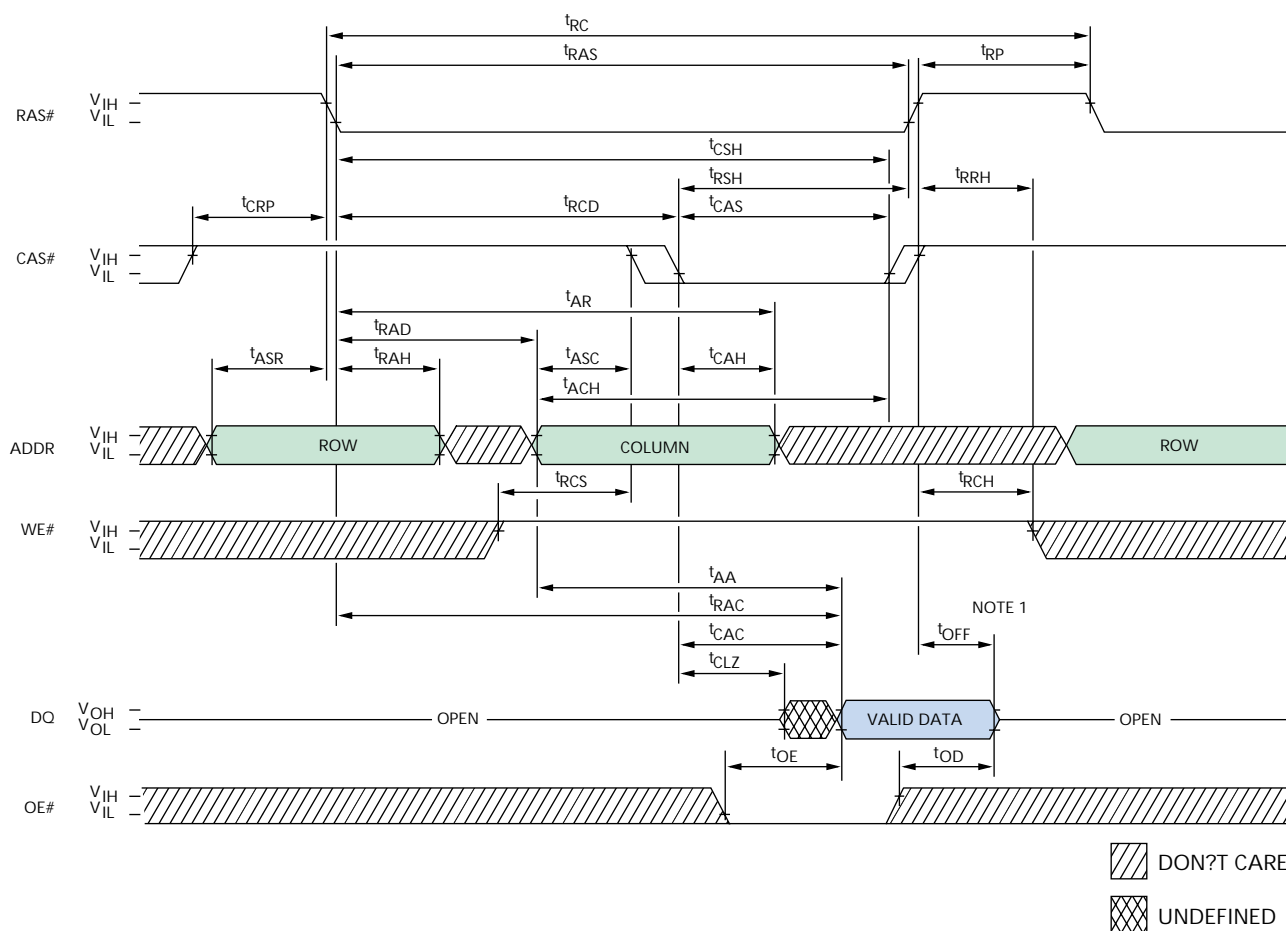 tRC
tRAS tRP
RAS# VIH
VIL
tCSH
tRSH tRRH
tCRP tRCD tCAS
CAS# VIH
VIL
tAR
tRAD
tASR tRAH tASC tCAH
tACH
ADDR VIH
VIL
ROW COLUMN ROW
tRCS tRCH
WE# VIH
VIL
tAA
tRAC NOTE 1
tCAC tOFF
tCLZ
DQ VOH
VOL
OPEN VALID DATA OPEN
tOE tOD
OE# VIH
VIL
DON?T CARE
UNDEFINED